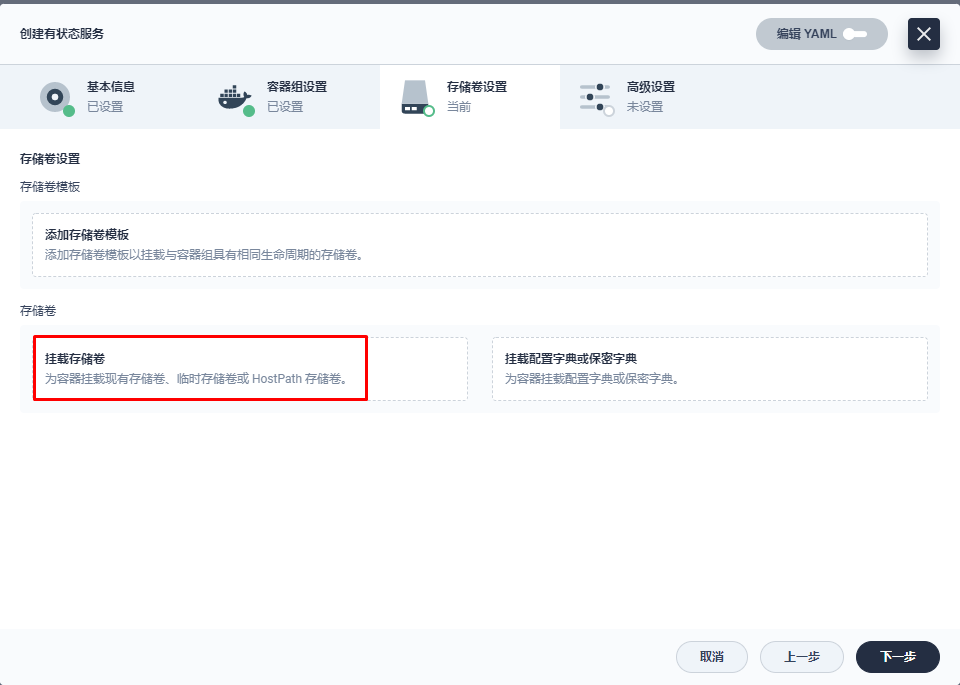 创建有状态服务
编辑 YAML
基本信息
已设置
容器组设置
已设置
存储卷设置
当前
高级设置
未设置
存储卷设置
存储卷模板
添加存储卷模板
添加存储卷模板以挂载与容器组具有相同生命周期的存储卷。
存储卷
挂载存储卷
为容器挂载现有存储卷、临时存储卷或 HostPath 存储卷。
挂载配置字典或保密字典
为容器挂载配置字典或保密字典。
取消
上一步
下一步